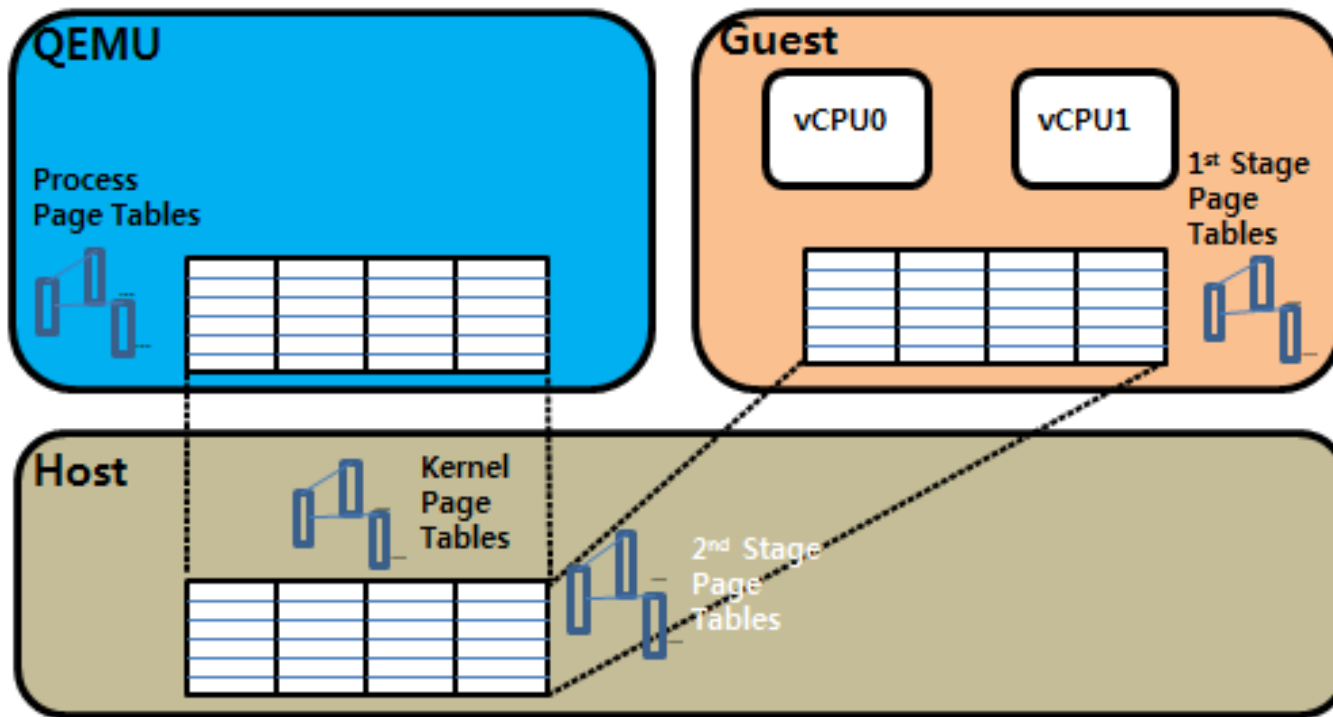 QEMU
Process
Page Tables
Guest
vCPU0
vCPU1
1st Stage
Page
Tables
Host
Kernel
Page
Tables
2nd Stage
Page
Tables